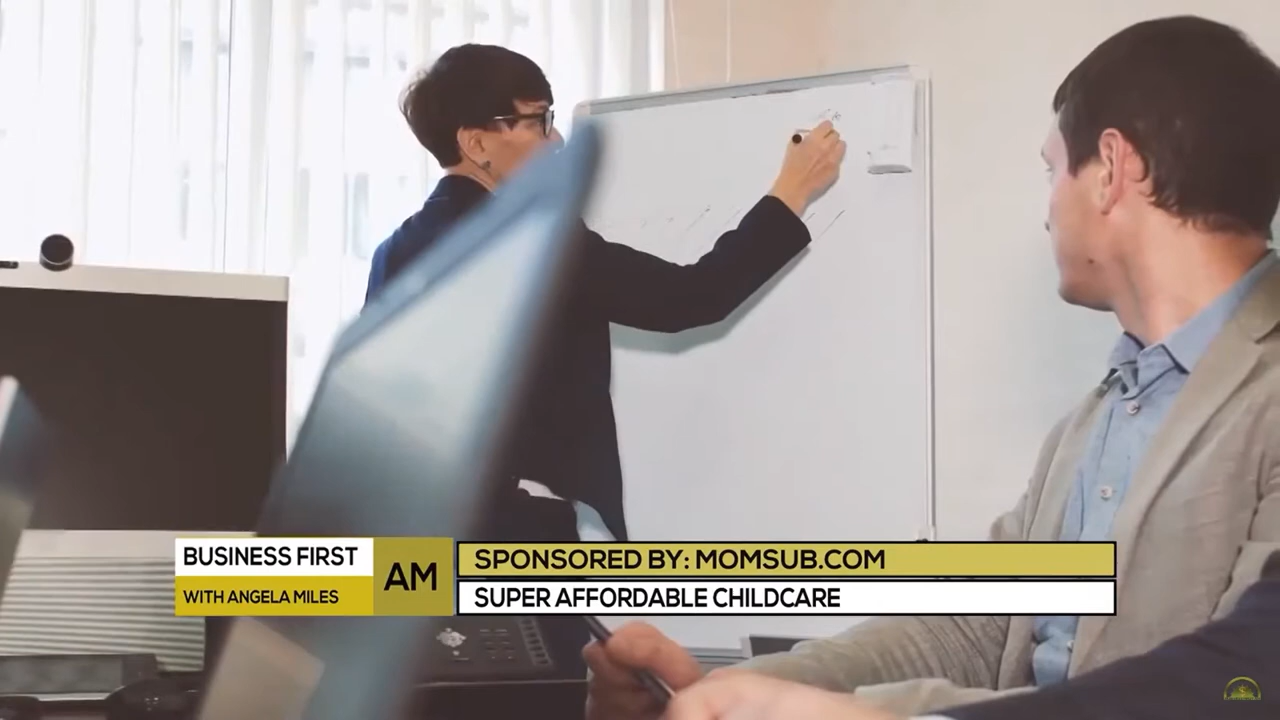 BUSINESS FIRST
WITH ANGELA MILES
AM
SPONSORED BY: MOMSUB.COM
SUPER AFFORDABLE CHILDCARE